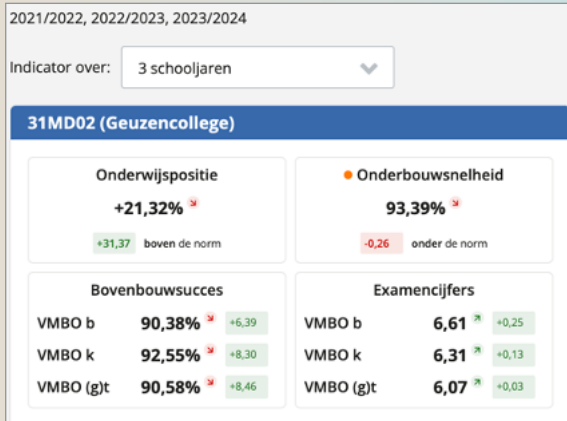 2021/2022, 2022/2023, 2023/2024
Indicator over: 3 schooljaren
31MD02 (Geuzencollege)
Onderwijspositie
+21,32%
+31,37 boven de norm
Onderbouwsnelheid
93,39%
-0,26 onder de norm
Bovenbouwsucces
VMBO b 90,38% +6,39
VMBO k 92,55% +8,30
VMBO (g)t 90,58% +8,46
Examencijfers
VMBO b 6,61 +0,25
VMBO k 6,31 +0,13
VMBO (g)t 6,07 +0,03